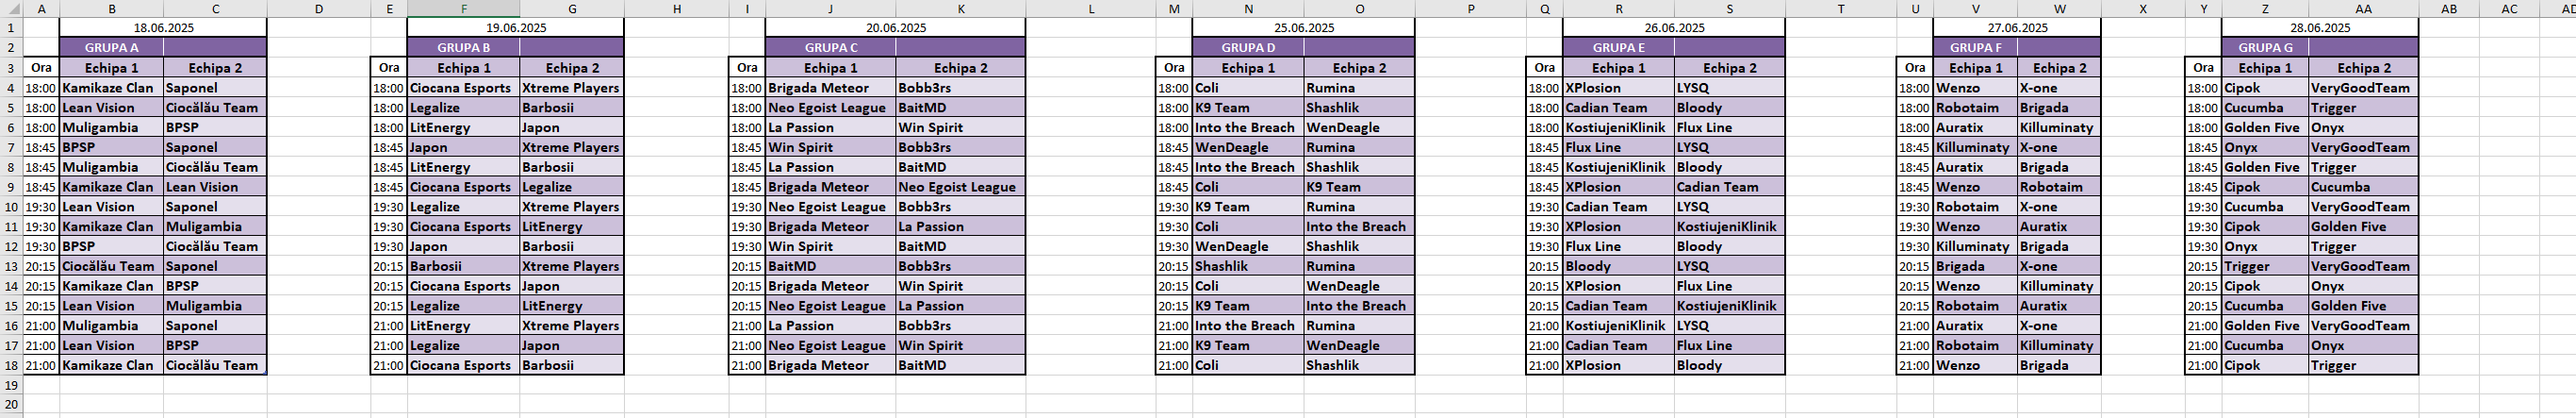 A B C D E F G H I J K L M N O P Q R S T U V W X Y Z AA AB AC AD
1 18.06.2025 19.06.2025 20.06.2025 25.06.2025 26.06.2025 27.06.2025 28.06.2025
2 GRUPA A GRUPA B GRUPA C GRUPA D GRUPA E GRUPA F GRUPA G
3 Ora Echipa 1 Echipa 2 Ora Echipa 1 Echipa 2 Ora Echipa 1 Echipa 2 Ora Echipa 1 Echipa 2 Ora Echipa 1 Echipa 2 Ora Echipa 1 Echipa 2 Ora Echipa 1 Echipa 2
4 18:00 Kamikaze Clan Saponel 18:00 Ciocana Esports Xtreme Players 18:00 Brigada Meteor Bobb3rs 18:00 Coli Rumina 18:00 XPlosion LYSQ 18:00 Wenzo X-one 18:00 Cipok VeryGoodTeam
5 18:00 Lean Vision Ciocălău Team 18:00 Legalize Barbosii 18:00 Neo Egoist League BaitMD 18:00 K9 Team Shashlik 18:00 Cadian Team Bloody 18:00 Robotaim Brigada 18:00 Cucumba Trigger
6 18:00 Muligambia BPSP 18:00 LitEnergy Japon 18:00 La Passion Win Spirit 18:00 Into the Breach WenDeagle 18:00 KostiujeniKlinik Flux Line 18:00 Auratix Killuminaty 18:00 Golden Five Onyx
7 18:45 BPSP Saponel 18:45 Japon Xtreme Players 18:45 Win Spirit Bobb3rs 18:45 WenDeagle Rumina 18:45 Flux Line LYSQ 18:45 Killuminaty X-one 18:45 Onyx VeryGoodTeam
8 18:45 Muligambia Ciocălău Team 18:45 LitEnergy Barbosii 18:45 La Passion BaitMD 18:45 Into the Breach Shashlik 18:45 KostiujeniKlinik Bloody 18:45 Auratix Brigada 18:45 Golden Five Trigger
9 18:45 Kamikaze Clan Lean Vision 18:45 Ciocana Esports Legalize 18:45 Brigada Meteor Neo Egoist League 18:45 Coli K9 Team 18:45 XPlosion Cadian Team 18:45 Wenzo Robotaim 18:45 Cipok Cucumba
10 19:30 Lean Vision Saponel 19:30 Legalize Xtreme Players 19:30 Neo Egoist League Bobb3rs 19:30 K9 Team Rumina 19:30 Cadian Team LYSQ 19:30 Robotaim X-one 19:30 Cucumba VeryGoodTeam
11 19:30 Kamikaze Clan Muligambia 19:30 Ciocana Esports LitEnergy 19:30 Brigada Meteor La Passion 19:30 Coli Into the Breach 19:30 XPlosion KostiujeniKlinik 19:30 Wenzo Auratix 19:30 Cipok Golden Five
12 19:30 BPSP Ciocălău Team 19:30 Japon Barbosii 19:30 Win Spirit BaitMD 19:30 WenDeagle Shashlik 19:30 Flux Line Bloody 19:30 Killuminaty Brigada 19:30 Onyx Trigger
13 20:15 Ciocălău Team Saponel 20:15 Barbosii Xtreme Players 20:15 BaitMD Bobb3rs 20:15 Shashlik Rumina 20:15 Bloody LYSQ 20:15 Brigada X-one 20:15 Trigger VeryGoodTeam
14 20:15 Kamikaze Clan BPSP 20:15 Ciocana Esports Japon 20:15 Brigada Meteor Win Spirit 20:15 Coli WenDeagle 20:15 XPlosion Flux Line 20:15 Wenzo Killuminaty 20:15 Cipok Onyx
15 20:15 Lean Vision Muligambia 20:15 Legalize LitEnergy 20:15 Neo Egoist League La Passion 20:15 K9 Team Into the Breach 20:15 Cadian Team KostiujeniKlinik 20:15 Robotaim Auratix 20:15 Cucumba Golden Five
16 21:00 Muligambia Saponel 21:00 LitEnergy Xtreme Players 21:00 La Passion Bobb3rs 21:00 Into the Breach Rumina 21:00 KostiujeniKlinik LYSQ 21:00 Auratix X-one 21:00 Golden Five VeryGoodTeam
17 21:00 Lean Vision BPSP 21:00 Legalize Japon 21:00 Neo Egoist League Win Spirit 21:00 K9 Team WenDeagle 21:00 Cadian Team Flux Line 21:00 Robotaim Killuminaty 21:00 Cucumba Onyx
18 21:00 Kamikaze Clan Ciocălău Team 21:00 Ciocana Esports Barbosii 21:00 Brigada Meteor BaitMD 21:00 Coli Shashlik 21:00 XPlosion Bloody 21:00 Wenzo Brigada 21:00 Cipok Trigger
19
20